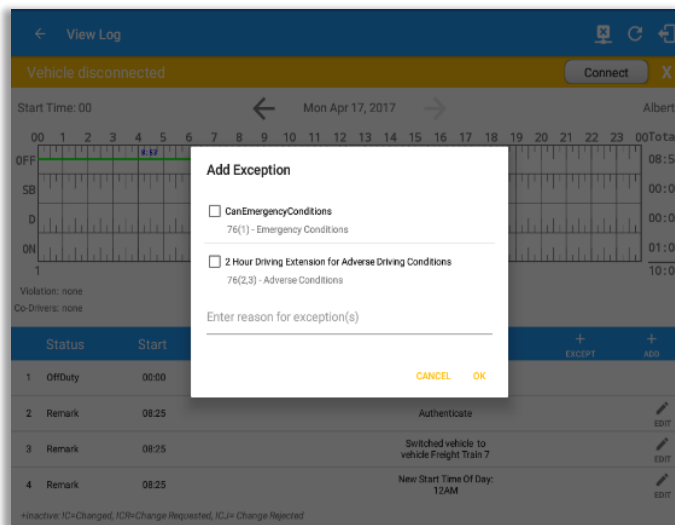 View Log
Vehicle disconnected
Connect
X
Start Time: 00
Mon Apr 17, 2017
Albert
00 1 2 3 4 5 6 7 8 9 10 11 12 13 14 15 16 17 18 19 20 21 22 23 00Tota
OFF
08:5
SB
00:0
D
00:0
ON
01:0
1
10:0
Violation: none
Co-Drivers: none
Add Exception
CanEmergencyConditions
76(1) - Emergency Conditions
2 Hour Driving Extension for Adverse Driving Conditions
76(2,3) - Adverse Conditions
Enter reason for exception(s)
CANCEL OK
Status Start
+ EXCEPT
+ ADD
1 OffDuty 00:00
2 Remark 08:25 Authenticate
EDIT
3 Remark 08:25 Switched vehicle to
vehicle Freight Train 7
EDIT
4 Remark 08:25 New Start Time Of Day:
12AM
EDIT
+Inactive: IC=Changed, ICR=Change Requested, ICJ= Change Rejected